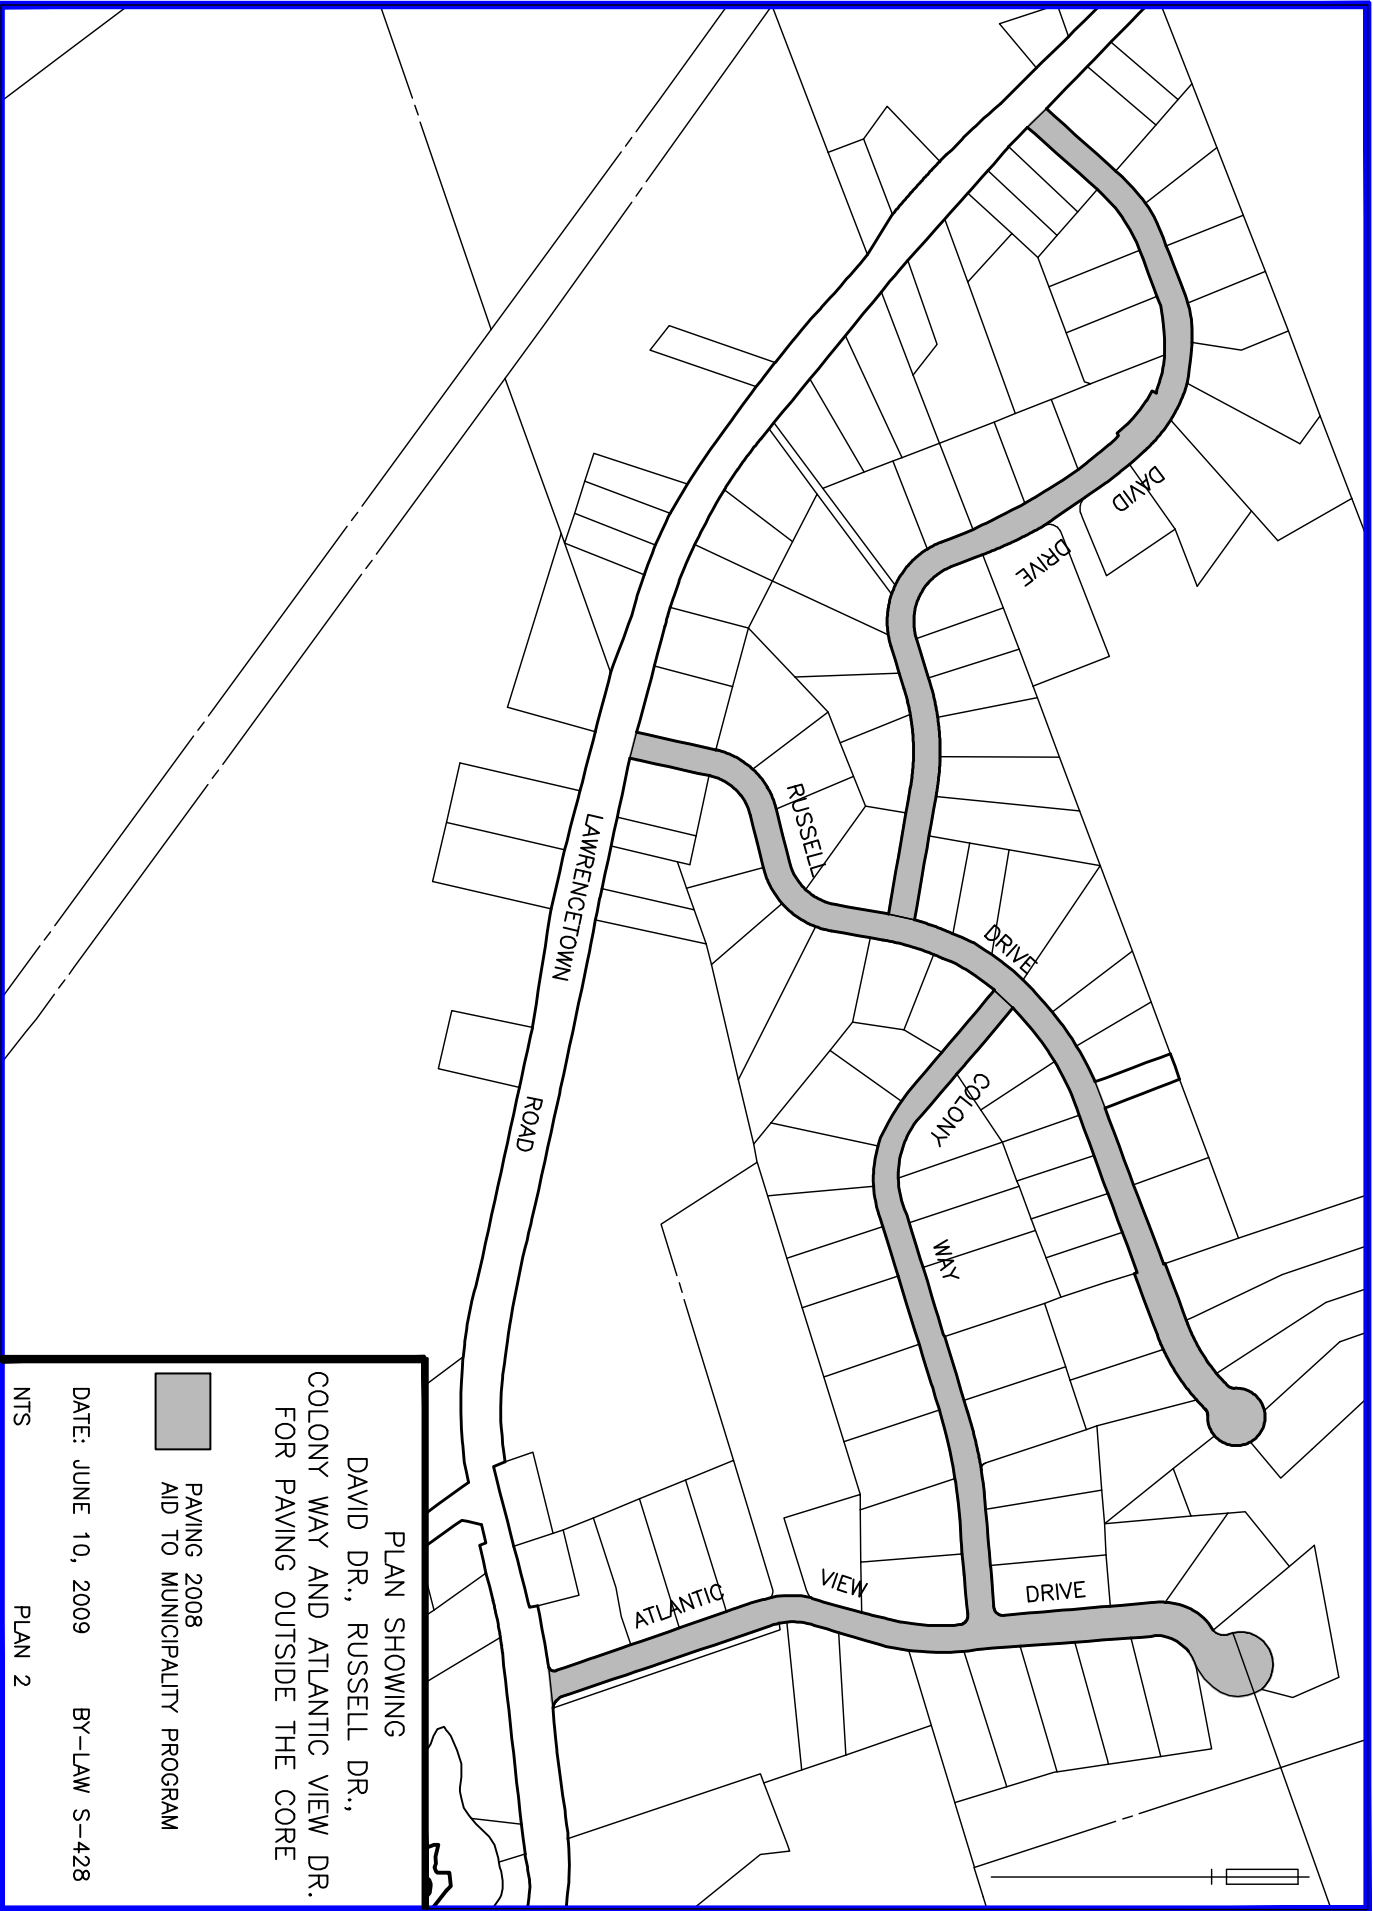 DAVID
DRIVE
RUSSELL
DRIVE
LAWRENCETOWN
ROAD
COLONY
WAY
ATLANTIC
VIEW
DRIVE
PLAN SHOWING
DAVID DR., RUSSELL DR.,
COLONY WAY AND ATLANTIC VIEW DR.
FOR PAVING OUTSIDE THE CORE
PAVING 2008
AID TO MUNICIPALITY PROGRAM
DATE: JUNE 10, 2009 BY-LAW S-428
NTS PLAN 2